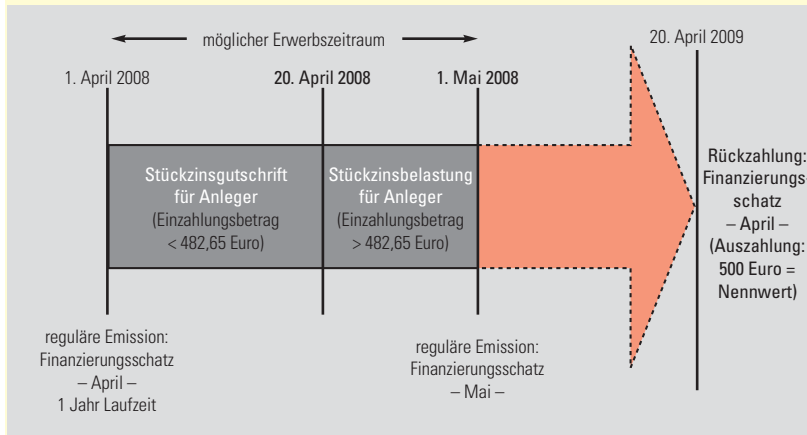 möglicher Erwerbszeitraum
20. April 2009
1. April 2008
20. April 2008
1. Mai 2008
Stückzinsgutschrift
für Anleger
(Einzahlungsbetrag
< 482,65 Euro)
Stückzinsbelastung
für Anleger
(Einzahlungsbetrag
> 482,65 Euro)
Rückzahlung:
Finanzierungs-
schatz
– April –
(Auszahlung:
500 Euro =
Nennwert)
reguläre Emission:
Finanzierungsschatz
– April –
1 Jahr Laufzeit
reguläre Emission:
Finanzierungsschatz
– Mai –